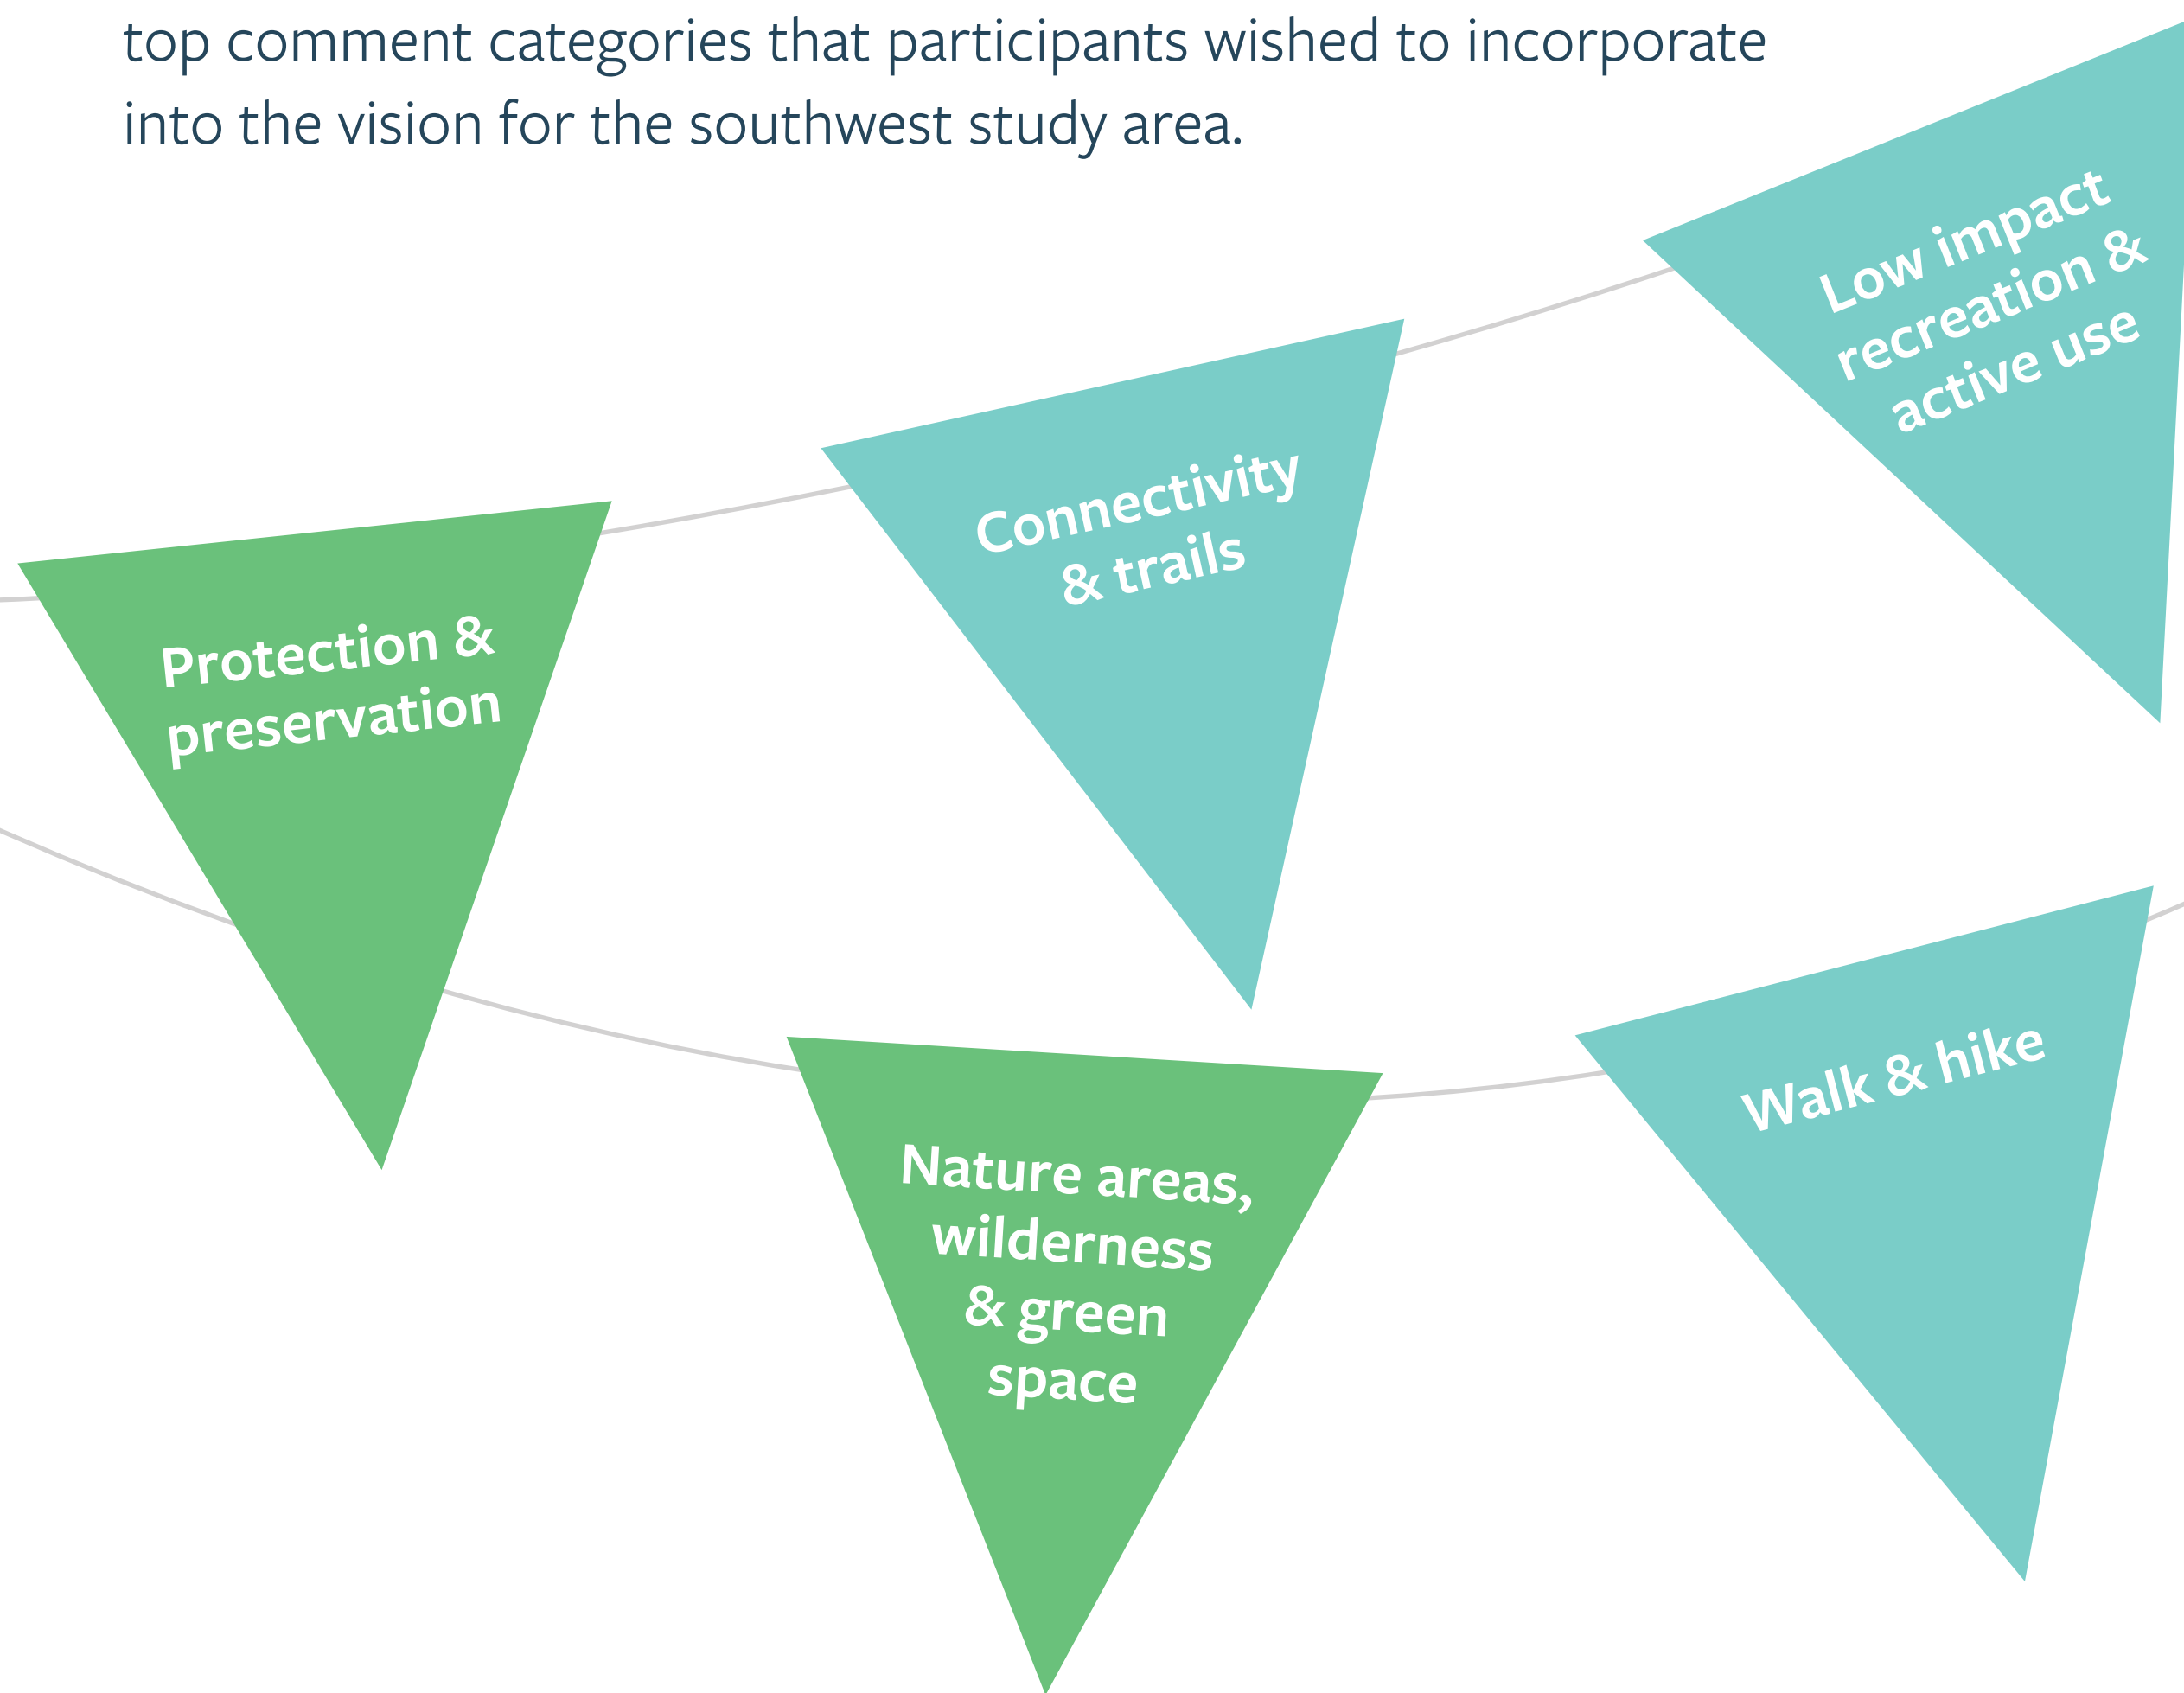 top comment categories that participants wished to incorporate
into the vision for the southwest study area.
Low impact
recreation &
active use
Connectivity
& trails
Protection &
preservation
Walk & hike
Nature areas,
wilderness
& green
space